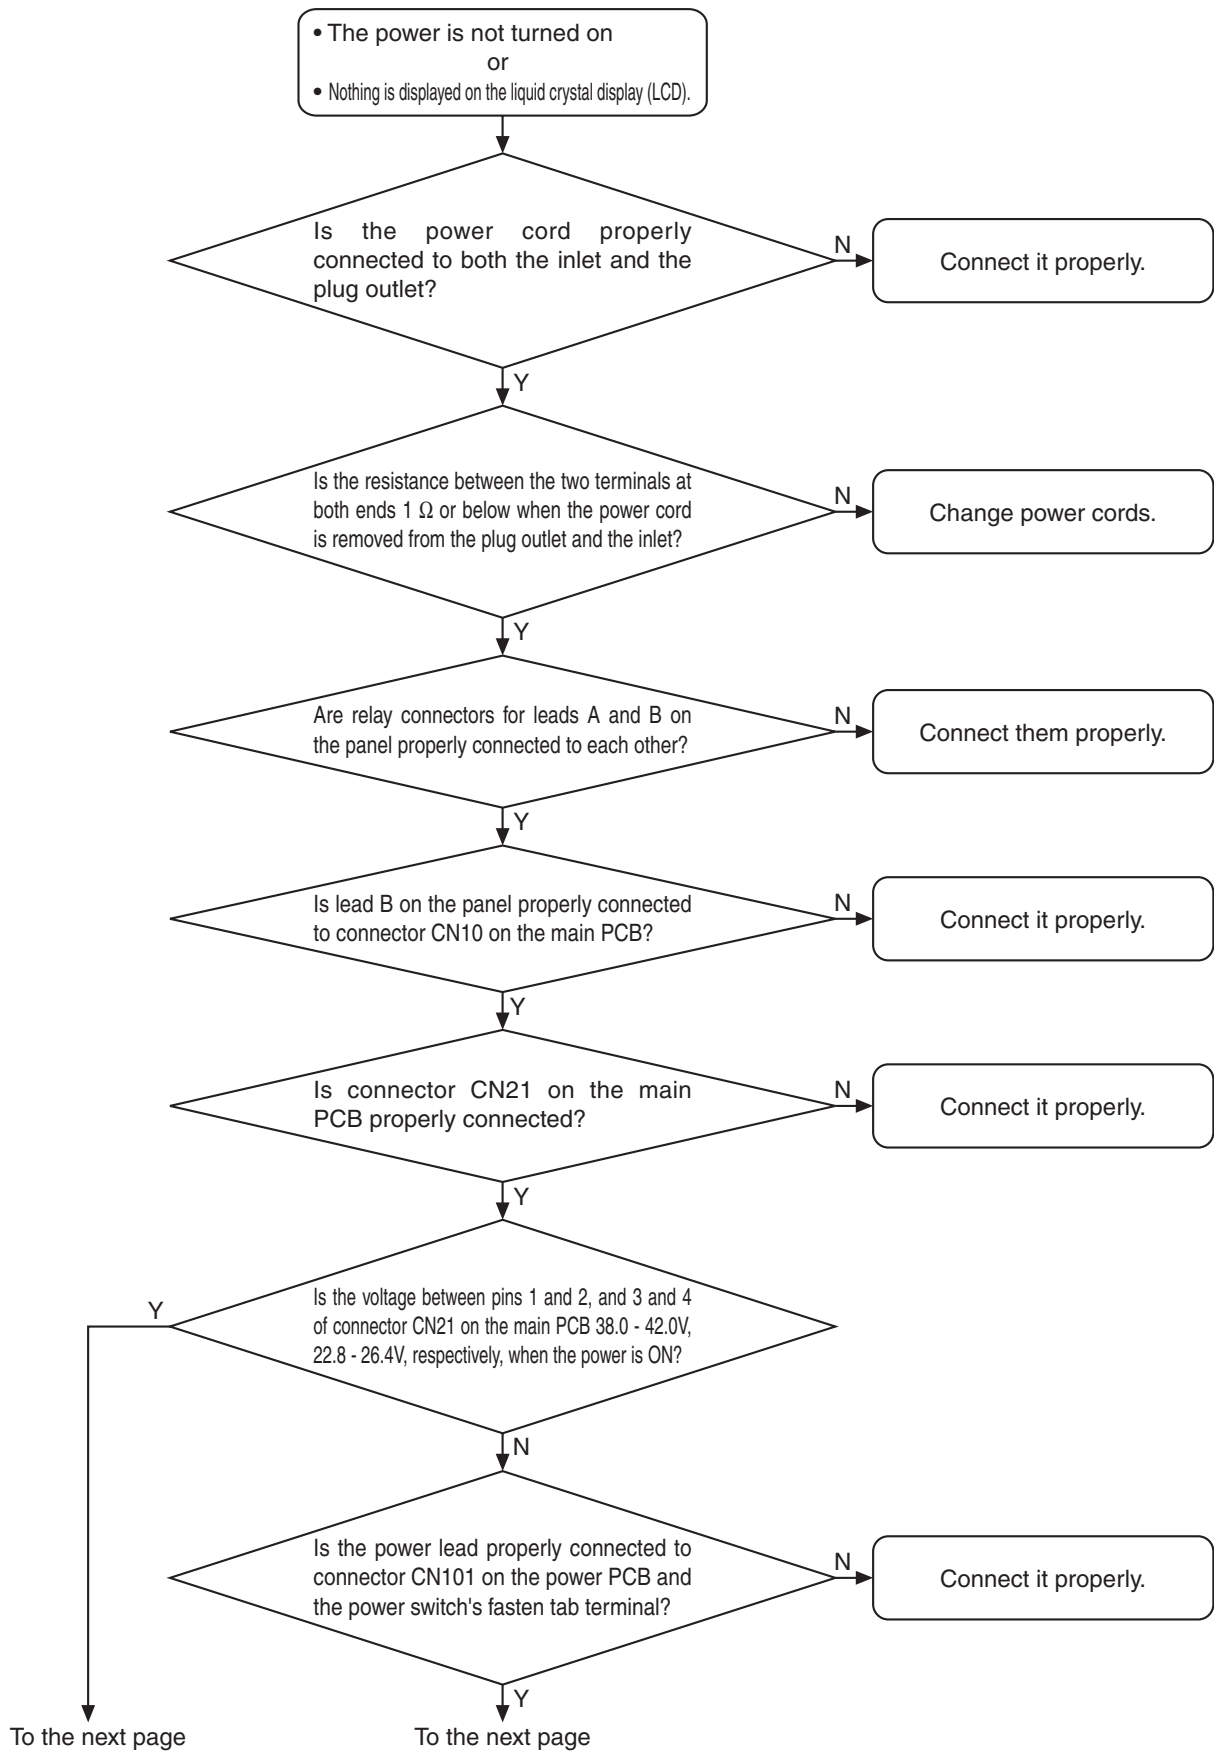 • The power is not turned on
or
• Nothing is displayed on the liquid crystal display (LCD).
Is the power cord properly
connected to both the inlet and the
plug outlet?
N
Connect it properly.
Y
Is the resistance between the two terminals at
both ends 1 Ω or below when the power cord
is removed from the plug outlet and the inlet?
N
Change power cords.
Y
Are relay connectors for leads A and B on
the panel properly connected to each other?
N
Connect them properly.
Y
Is lead B on the panel properly connected
to connector CN10 on the main PCB?
N
Connect it properly.
Y
Is connector CN21 on the main
PCB properly connected?
N
Connect it properly.
Y
Is the voltage between pins 1 and 2, and 3 and 4
of connector CN21 on the main PCB 38.0 - 42.0V,
22.8 - 26.4V, respectively, when the power is ON?
Y
N
Is the power lead properly connected to
connector CN101 on the power PCB and
the power switch's fasten tab terminal?
N
Connect it properly.
Y
To the next page
To the next page